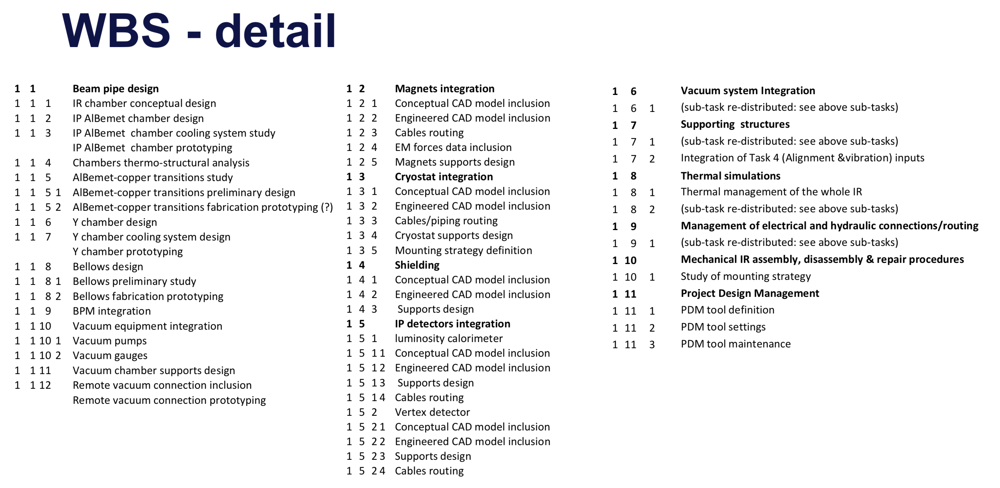 WBS - detail
1 1 Beam pipe design
1 1 1 IR chamber conceptual design
1 1 2 IP AlBemet chamber design
1 1 3 IP AlBemet chamber cooling system study
IP AlBemet chamber prototyping
1 1 4 Chambers thermo-structural analysis
1 1 5 AlBemet-copper transitions study
1 1 5 1 AlBemet-copper transitions preliminary design
1 1 5 2 AlBemet-copper transitions fabrication prototyping (?)
1 1 6 Y chamber design
1 1 7 Y chamber cooling system design
Y chamber prototyping
1 1 8 Bellows design
1 1 8 1 Bellows preliminary study
1 1 8 2 Bellows fabrication prototyping
1 1 9 BPM integration
1 1 10 Vacuum equipment integration
1 1 10 1 Vacuum pumps
1 1 10 2 Vacuum gauges
1 1 11 Vacuum chamber supports design
1 1 12 Remote vacuum connection inclusion
Remote vacuum connection prototyping
1 2 Magnets integration
1 2 1 Conceptual CAD model inclusion
1 2 2 Engineered CAD model inclusion
1 2 3 Cables routing
1 2 4 EM forces data inclusion
1 2 5 Magnets supports design
1 3 Cryostat integration
1 3 1 Conceptual CAD model inclusion
1 3 2 Engineered CAD model inclusion
1 3 3 Cables/piping routing
1 3 4 Cryostat supports design
1 3 5 Mounting strategy definition
1 4 Shielding
1 4 1 Conceptual CAD model inclusion
1 4 2 Engineered CAD model inclusion
1 4 3 Supports design
1 5 IP detectors integration
1 5 1 luminosity calorimeter
1 5 1 1 Conceptual CAD model inclusion
1 5 1 2 Engineered CAD model inclusion
1 5 1 3 Supports design
1 5 1 4 Cables routing
1 5 2 Vertex detector
1 5 2 1 Conceptual CAD model inclusion
1 5 2 2 Engineered CAD model inclusion
1 5 2 3 Supports design
1 5 2 4 Cables routing
1 6 Vacuum system Integration
1 6 1 (sub-task re-distributed: see above sub-tasks)
1 7 Supporting structures
1 7 1 (sub-task re-distributed: see above sub-tasks)
1 7 2 Integration of Task 4 (Alignment &vibration) inputs
1 8 Thermal simulations
1 8 1 Thermal management of the whole IR
1 8 2 (sub-task re-distributed: see above sub-tasks)
1 9 Management of electrical and hydraulic connections/routing
1 9 1 (sub-task re-distributed: see above sub-tasks)
1 10 Mechanical IR assembly, disassembly & repair procedures
1 10 1 Study of mounting strategy
1 11 Project Design Management
1 11 1 PDM tool definition
1 11 2 PDM tool settings
1 11 3 PDM tool maintenance